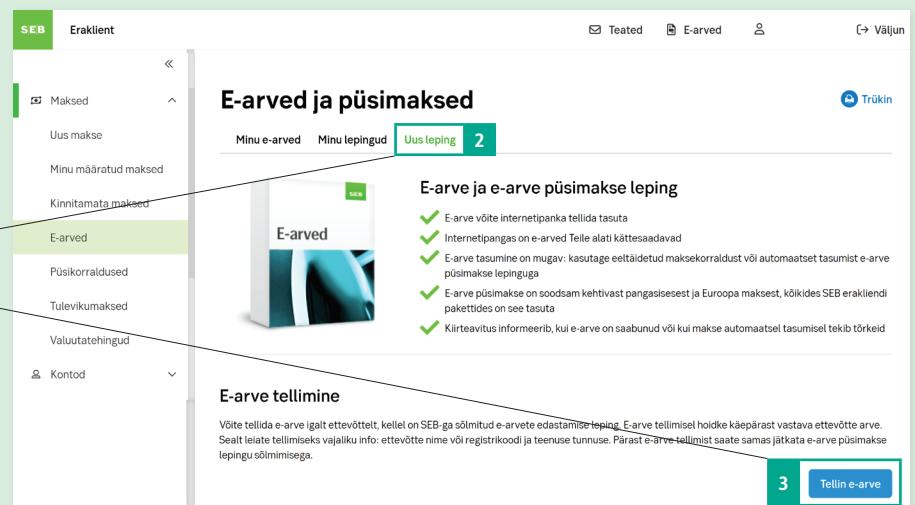 SEB Eraklient Teated E-arved Väljun
Maksed
Uus makse
Minu määratud maksed
Kinnitamata maksed
E-arved
Püsikorraldused
Tulevikumaksed
Valuutatehingud
Kontod
E-arved ja püsimaksed
Trükin
Minu e-arved Minu lepingud Uus leping 2
SEB
E-arved
E-arve ja e-arve püsimakse leping
E-arve võite internetipanka tellida tasuta
Internetipangas on e-arved Teile alati kättesaadavad
E-arve tasumine on mugav: kasutage eeltäidetud maksekorraldust või automaatset tasumist e-arve
püsimakse lepinguga
E-arve püsimakse on soodsam kehtivast pangasisesest ja Euroopa maksest, kõikides SEB erakliendi
pakettides on see tasuta
Kiirteavitus informeerib, kui e-arve on saabunud või kui makse automaatsel tasumisel tekib tõrkeid
E-arve tellimine
Võite tellida e-arve igalt ettevõttelt, kellel on SEB-ga sõlmitud e-arvete edastamise leping. E-arve tellimisel hoidke käepärast vastava ettevõtte arve.
Sealt leiate tellimiseks vajaliku info: ettevõtte nime või registrikoodi ja teenuse tunnuse. Pärast e-arve tellimist saate samas jätkata e-arve püsimakse
lepingu sõlmimisega.
3 Tellin e-arve